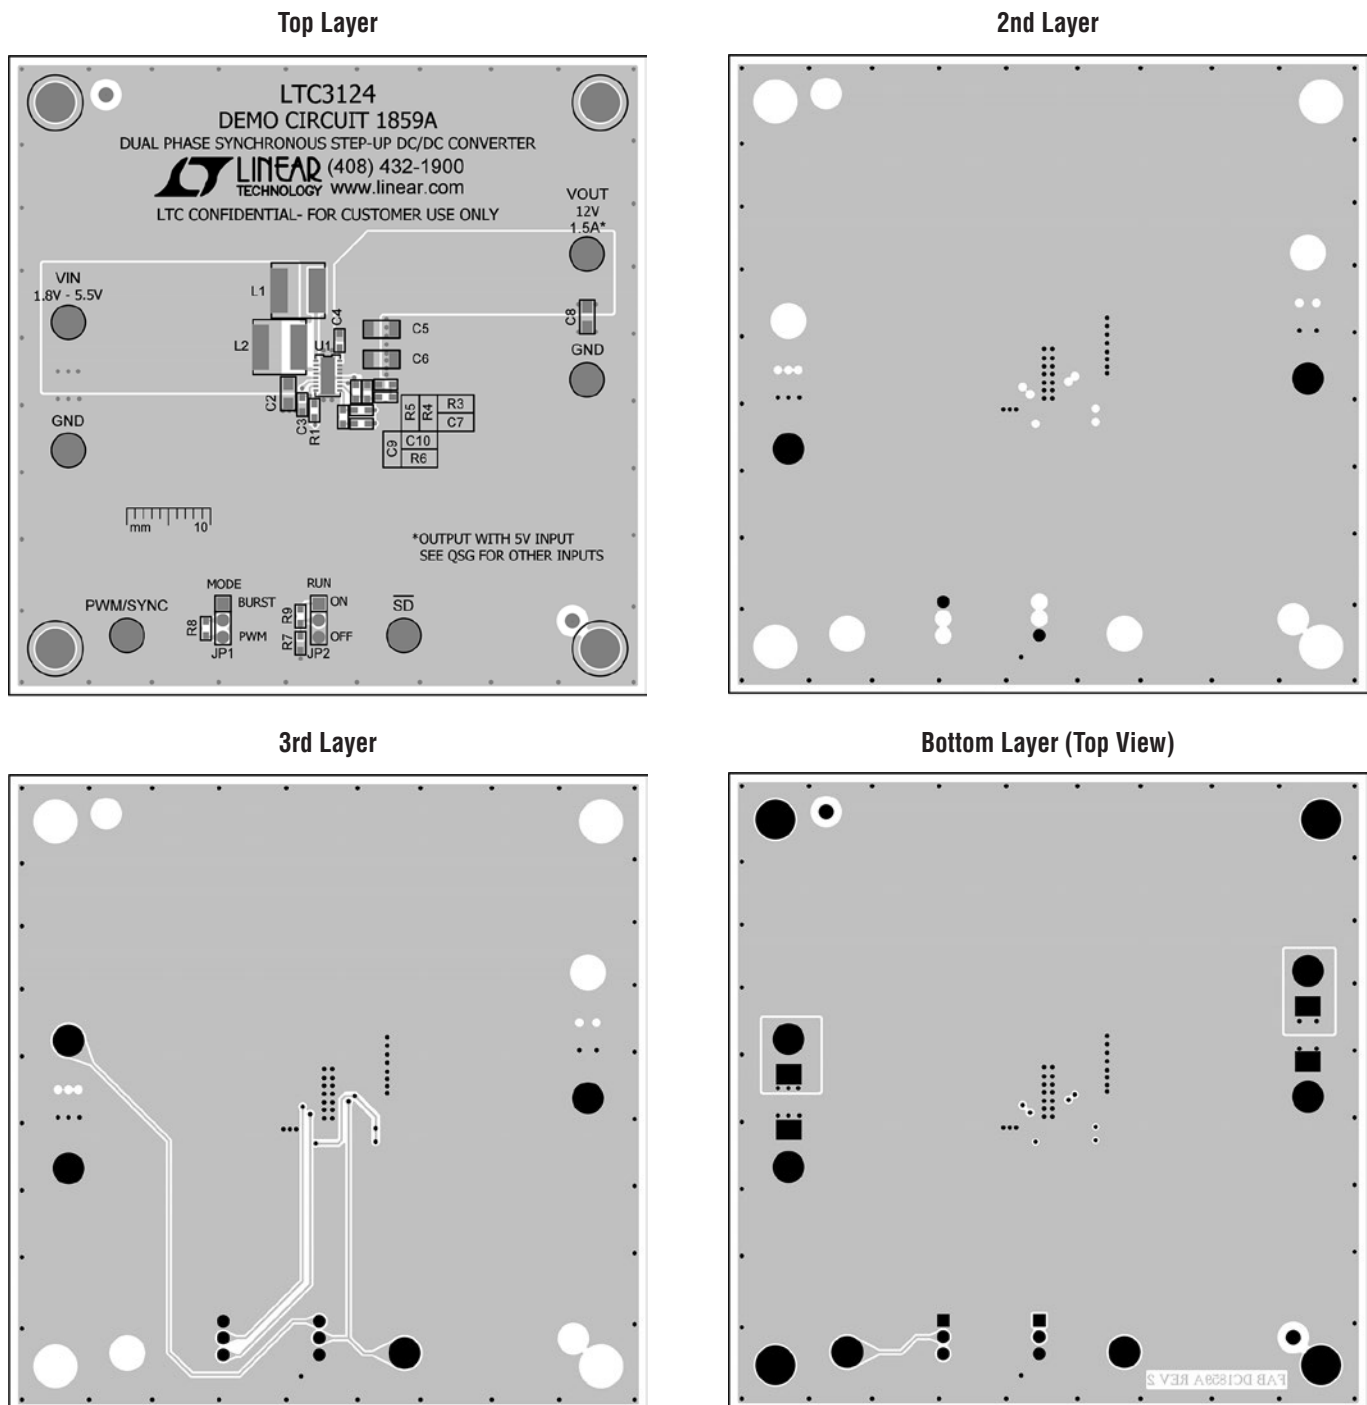 Top Layer
2nd Layer
LTC3124
DEMO CIRCUIT 1859A
DUAL PHASE SYNCHRONOUS STEP-UP DC/DC CONVERTER
LINEAR
TECHNOLOGY
(408) 432-1900
www.linear.com
LTC CONFIDENTIAL- FOR CUSTOMER USE ONLY
VOUT
12V
1.5A*
VIN
1.8V - 5.5V
L1
C4
C5
C8
L2
U1
C6
GND
C2
C3
R1
R5
R4
R3
C7
GND
C9
C10
R6
mm 10
*OUTPUT WITH 5V INPUT
SEE QSG FOR OTHER INPUTS
MODE
RUN
PWM/SYNC
BURST
ON
SD
R8
R9
PWM
R7
OFF
JP1
JP2
3rd Layer
Bottom Layer (Top View)
FAB DC1859A REV 2